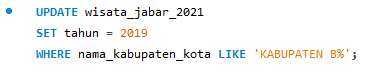 UPDATE wisata_jabar_2021
SET tahun = 2019
WHERE nama_kabupaten_kota LIKE 'KABUPATEN B%';